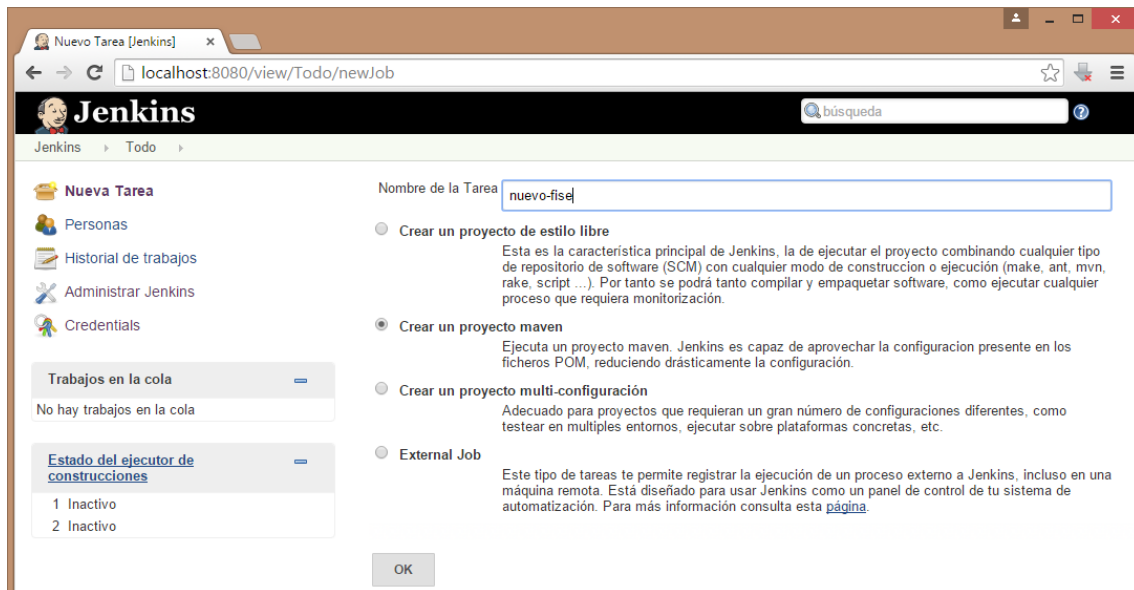 Nuevo Tarea [Jenkins]
localhost:8080/view/Todo/newJob
Jenkins
búsqueda
Jenkins
Todo
Nueva Tarea
Personas
Historial de trabajos
Administrar Jenkins
Credentials
Trabajos en la cola
No hay trabajos en la cola
Estado del ejecutor de
construcciones
1 Inactivo
2 Inactivo
Nombre de la Tarea
nuevo-fise
Crear un proyecto de estilo libre
Esta es la característica principal de Jenkins, la de ejecutar el proyecto combinando cualquier tipo
de repositorio de software (SCM) con cualquier modo de construccion o ejecución (make, ant, mvn,
rake, script ...). Por tanto se podrá tanto compilar y empaquetar software, como ejecutar cualquier
proceso que requiera monitorización.
Crear un proyecto maven
Ejecuta un proyecto maven. Jenkins es capaz de aprovechar la configuracion presente en los
ficheros POM, reduciendo drásticamente la configuración.
Crear un proyecto multi-configuración
Adecuado para proyectos que requieran un gran número de configuraciones diferentes, como
testear en multiples entornos, ejecutar sobre plataformas concretas, etc.
External Job
Este tipo de tareas te permite registrar la ejecución de un proceso externo a Jenkins, incluso en una
máquina remota. Está diseñado para usar Jenkins como un panel de control de tu sistema de
automatización. Para más información consulta esta página.
OK